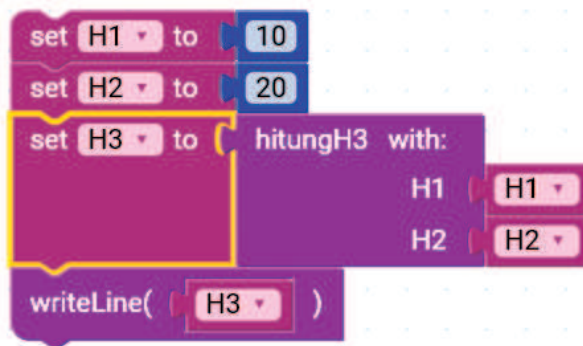 set H1 to 10
set H2 to 20
set H3 to hitungH3 with:
H1 H1
H2 H2
writeLine( H3 )